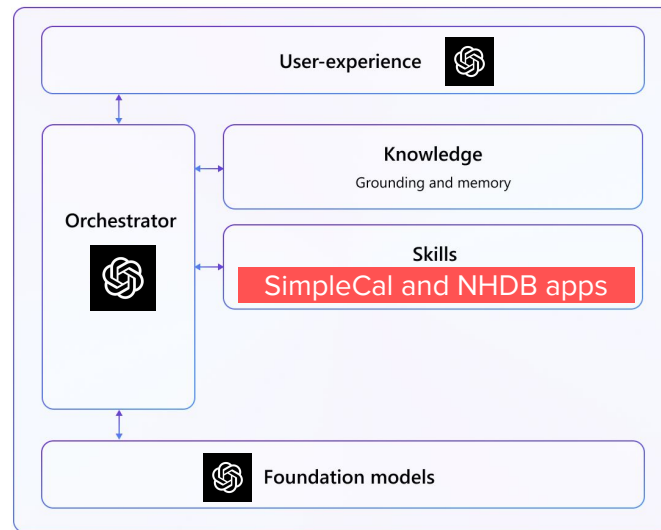 User-experience
Knowledge
Grounding and memory
Orchestrator
Skills
SimpleCal and NHDB apps
Foundation models